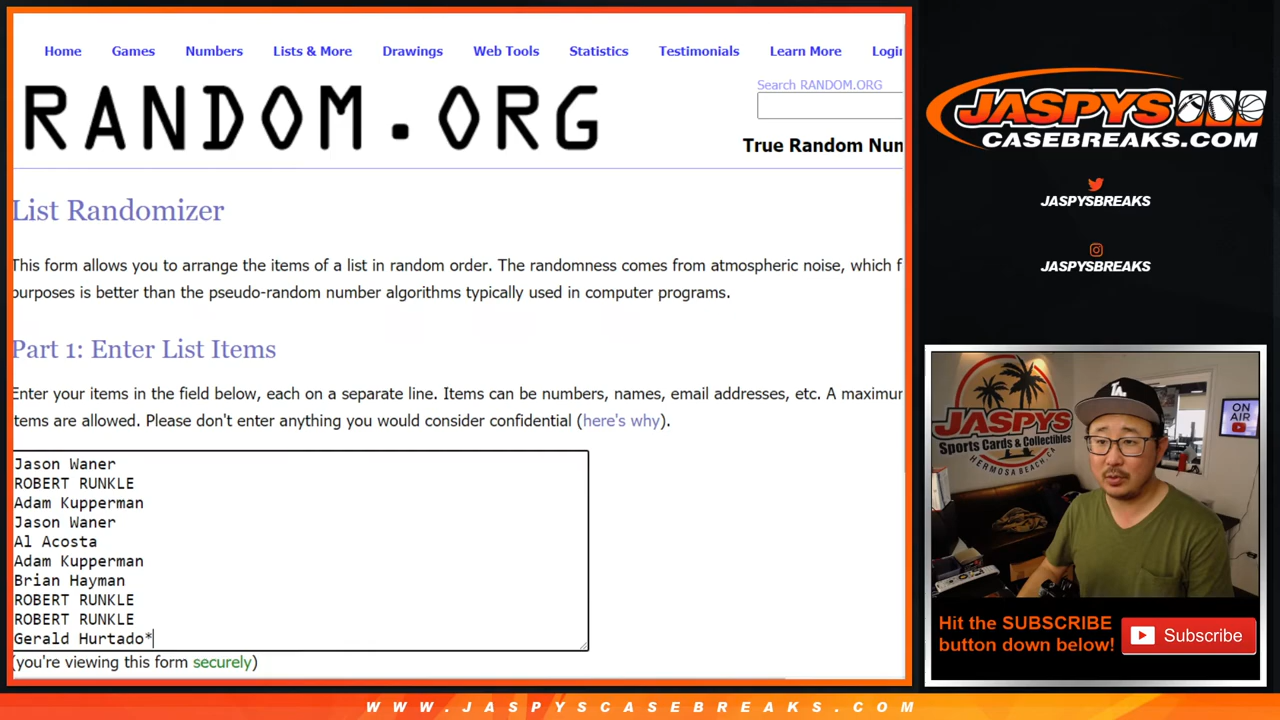 Home Games Numbers Lists & More Drawings Web Tools Statistics Testimonials Learn More Login
Search RANDOM.ORG
RANDOM.ORG
True Random Num
List Randomizer
This form allows you to arrange the items of a list in random order. The randomness comes from atmospheric noise, which f
purposes is better than the pseudo-random number algorithms typically used in computer programs.
Part 1: Enter List Items
Enter your items in the field below, each on a separate line. Items can be numbers, names, email addresses, etc. A maximum
items are allowed. Please don't enter anything you would consider confidential (here's why).
Jason Waner
ROBERT RUNKLE
Adam Kupperman
Jason Waner
Al Acosta
Adam Kupperman
Brian Hayman
ROBERT RUNKLE
ROBERT RUNKLE
Gerald Hurtado*
(you're viewing this form securely)
JASPYS
CASEBREAKS.COM
JASPYSBREAKS
JASPYSBREAKS
JASPYS
Sports Cards & Collectibles
HERMOSA BEACH, CA
LA
ON
AIR
Hit the SUBSCRIBE
button down below!
Subscribe
WWW.JASPYSCASEBREAKS.COM